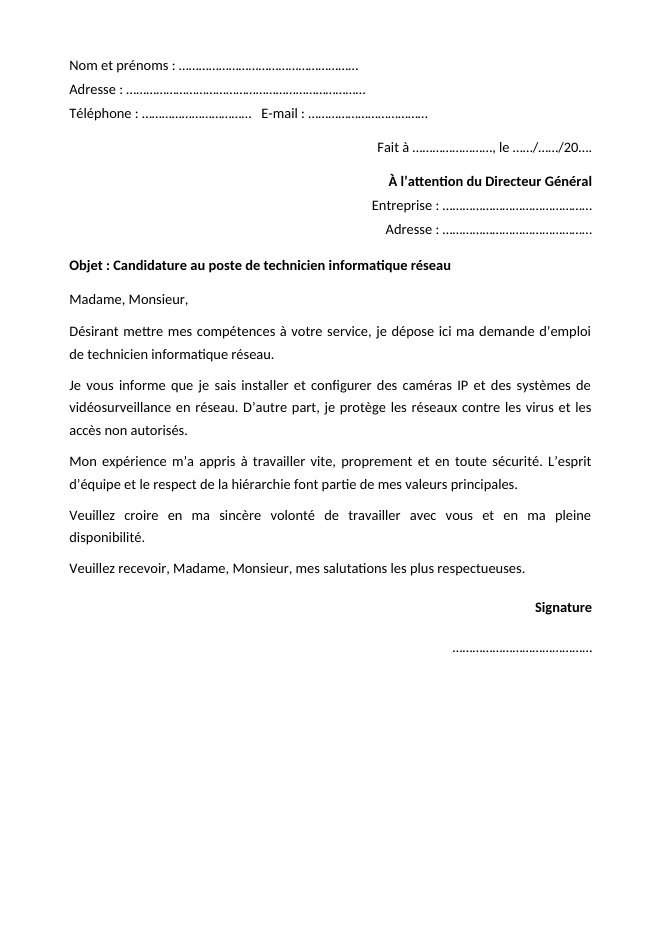 Nom et prénoms : ………………………………………………
Adresse : ………………………………………………………………
Téléphone : …………………………… E-mail : ………………………………
Fait à ……………………, le ……/……/20….
À l’attention du Directeur Général
Entreprise : ………………………………………
Adresse : ………………………………………
Objet : Candidature au poste de technicien informatique réseau
Madame, Monsieur,
Désirant mettre mes compétences à votre service, je dépose ici ma demande d’emploi
de technicien informatique réseau.
Je vous informe que je sais installer et configurer des caméras IP et des systèmes de
vidéosurveillance en réseau. D’autre part, je protège les réseaux contre les virus et les
accès non autorisés.
Mon expérience m’a appris à travailler vite, proprement et en toute sécurité. L’esprit
d’équipe et le respect de la hiérarchie font partie de mes valeurs principales.
Veuillez croire en ma sincère volonté de travailler avec vous et en ma pleine
disponibilité.
Veuillez recevoir, Madame, Monsieur, mes salutations les plus respectueuses.
Signature
……………………………………